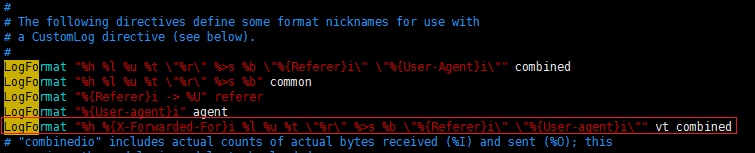 #
# The following directives define some format nicknames for use with
# a CustomLog directive (see below).
#
LogFormat "%h %l %u %t \"%r\" %>s %b \"%{Referer}i\" \"%{User-Agent}i\"" combined
LogFormat "%h %l %u %t \"%r\" %>s %b" common
LogFormat "%{Referer}i -> %U" referer
LogFormat "%{User-agent}i" agent
LogFormat "%h %{X-Forwarded-For}i %l %u %t \"%r\" %>s %b \"%{Referer}i\" \"%{User-agent}i\"" vt combined
# "combinedio" includes actual counts of actual bytes received (%I) and sent (%O); this